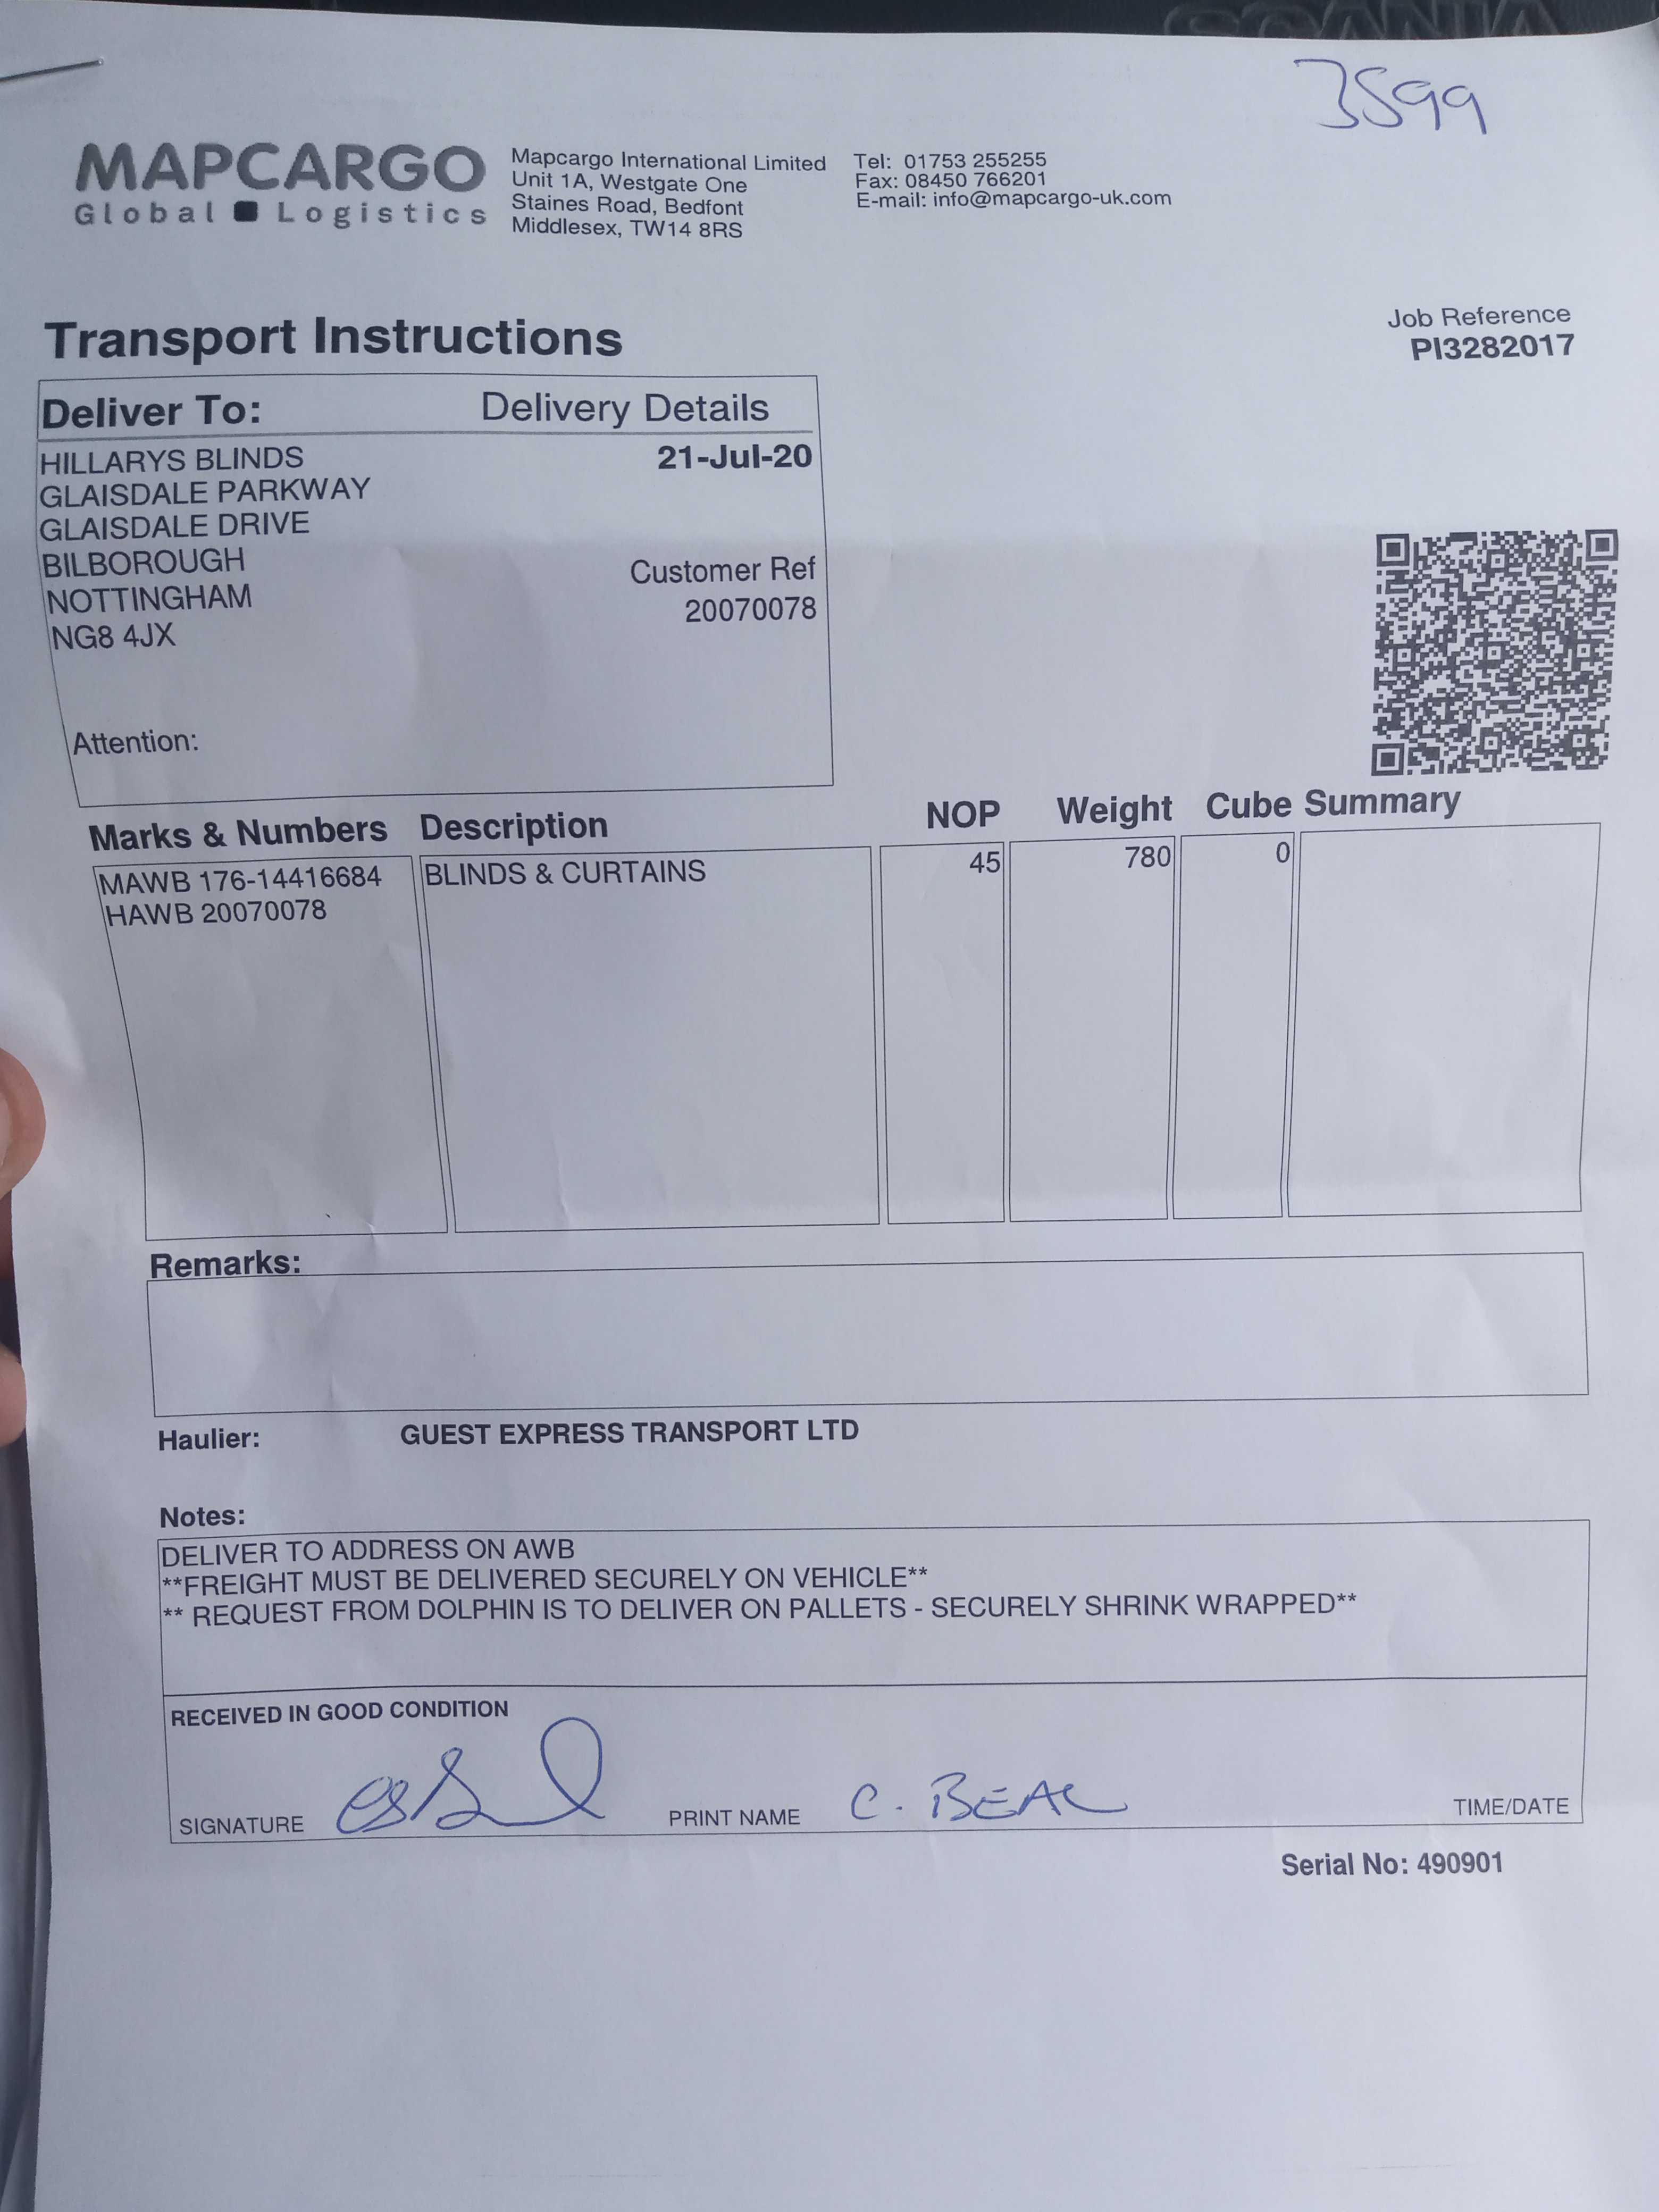 SCANIA
3599
MAPCARGO
Global Logistics
Mapcargo International Limited
Unit 1A, Westgate One
Staines Road, Bedfont
Middlesex, TW14 8RS
Tel: 01753 255255
Fax: 08450 766201
E-mail: info@mapcargo-uk.com
Transport Instructions
Job Reference
PI3282017
Deliver To: Delivery Details
HILLARYS BLINDS 21-Jul-20
GLAISDALE PARKWAY
GLAISDALE DRIVE
BILBOROUGH
NOTTINGHAM
NG8 4JX
Customer Ref
20070078
Attention:
Marks & Numbers Description NOP Weight Cube Summary
MAWB 176-14416684 BLINDS & CURTAINS 45 780 0
HAWB 20070078
Remarks:
Haulier: GUEST EXPRESS TRANSPORT LTD
Notes:
DELIVER TO ADDRESS ON AWB
**FREIGHT MUST BE DELIVERED SECURELY ON VEHICLE**
** REQUEST FROM DOLPHIN IS TO DELIVER ON PALLETS - SECURELY SHRINK WRAPPED**
RECEIVED IN GOOD CONDITION
SIGNATURE PRINT NAME C. BEAL TIME/DATE
Serial No: 490901